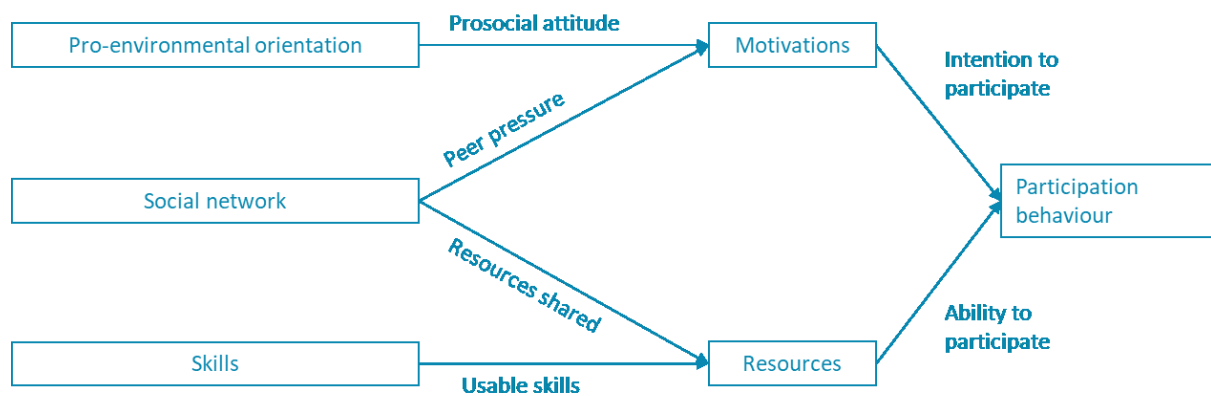 Prosocial attitude
Pro-environmental orientation
Motivations
Intention to
participate
Peer pressure
Social network
Participation
behaviour
Resources shared
Ability to
participate
Skills
Resources
Usable skills